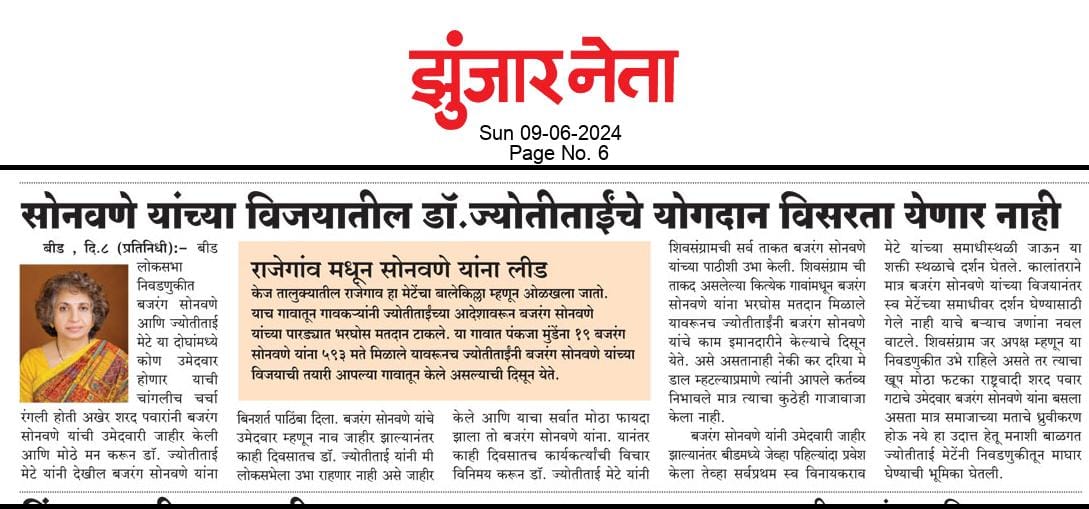 झुंजार नेता
Sun 09-06-2024
Page No. 6
सोनवणे यांच्या विजयातील डॉ.ज्योतीताईंचे योगदान विसरता येणार नाही
बीड , दि.८ (प्रतिनिधी):- बीड
लोकसभा
निवडणुकीत
बजरंग सोनवणे
आणि ज्योतीताई
मेटे या दोघांमध्ये
कोण उमेदवार
होणार याची
चांगलीच चर्चा
रंगली होती अखेर शरद पवारांनी बजरंग
सोनवणे यांची उमेदवारी जाहीर केली
आणि मोठे मन करून डॉ. ज्योतीताई
मेटे यांनी देखील बजरंग सोनवणे यांना
राजेगांव मधून सोनवणे यांना लीड
केज तालुक्यातील राजेगांव हा मेटेंचा बालेकिल्ला म्हणून ओळखला जातो.
याच गावातून गावकऱ्यांनी ज्योतीताईंच्या आदेशावरून बजरंग सोनवणे
यांच्या पारड्यात भरघोस मतदान टाकले. या गावात पंकजा मुंडेंना १९ बजरंग
सोनवणे यांना ५९३ मते मिळाले यावरूनच ज्योतीताईंनी बजरंग सोनवणे यांच्या
विजयाची तयारी आपल्या गावातून केले असल्याची दिसून येते.
बिनशर्त पाठिंबा दिला. बजरंग सोनवणे यांचे
उमेदवार म्हणून नाव जाहीर झाल्यानंतर
काही दिवसातच डॉ. ज्योतीताई यांनी मी
लोकसभेला उभा राहणार नाही असे जाहीर
केले आणि याचा सर्वात मोठा फायदा
झाला तो बजरंग सोनवणे यांना. यानंतर
काही दिवसातच कार्यकर्त्यांची विचार
विनिमय करून डॉ. ज्योतीताई मेटे यांनी
शिवसंग्रामची सर्व ताकत बजरंग सोनवणे
यांच्या पाठीशी उभा केली. शिवसंग्राम ची
ताकद असलेल्या कित्येक गावांमधून बजरंग
सोनवणे यांना भरघोस मतदान मिळाले
यावरूनच ज्योतीताईंनी बजरंग सोनवणे
यांचे काम इमानदारीने केल्याचे दिसून
येते. असे असतानाही नेकी कर दरिया मे
डाल म्हटल्याप्रमाणे त्यांनी आपले कर्तव्य
निभावले मात्र त्याचा कुठेही गाजावाजा
केला नाही.
बजरंग सोनवणे यांनी उमेदवारी जाहीर
झाल्यानंतर बीडमध्ये जेव्हा पहिल्यांदा प्रवेश
केला तेव्हा सर्वप्रथम स्व विनायकराव
मेटे यांच्या समाधीस्थळी जाऊन या
शक्ती स्थळाचे दर्शन घेतले. कालांतराने
मात्र बजरंग सोनवणे यांच्या विजयानंतर
स्व मेटेंच्या समाधीवर दर्शन घेण्यासाठी
गेले नाही याचे बऱ्याच जणांना नवल
वाटले. शिवसंग्राम जर अपक्ष म्हणून या
निवडणुकीत उभे राहिले असते तर त्याचा
खूप मोठा फटका राष्ट्रवादी शरद पवार
गटाचे उमेदवार बजरंग सोनवणे यांना बसला
असता मात्र समाजाच्या मताचे ध्रुवीकरण
होऊ नये हा उदात्त हेतू मनाशी बाळगत
ज्योतीताई मेटेंनी निवडणुकीतून माघार
घेण्याची भूमिका घेतली.